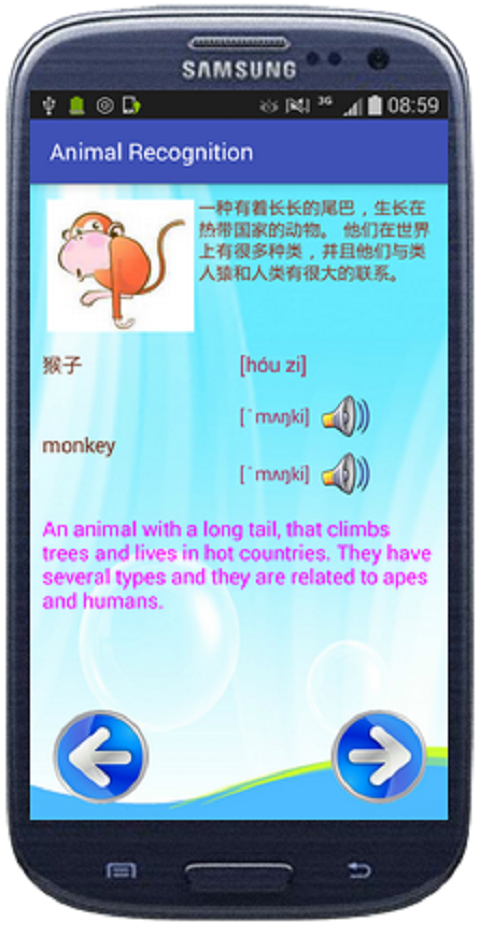 SAMSUNG
3G 08:59
Animal Recognition
一种有着长长的尾巴，生长在
热带国家的动物。 他们在世界
上有很多种类，并且他们与类
人猿和人类有很大的联系。
猴子 [hóu zi]
[ˈmʌŋki]
monkey
[ˈmʌŋki]
An animal with a long tail, that climbs
trees and lives in hot countries. They have
several types and they are related to apes
and humans.